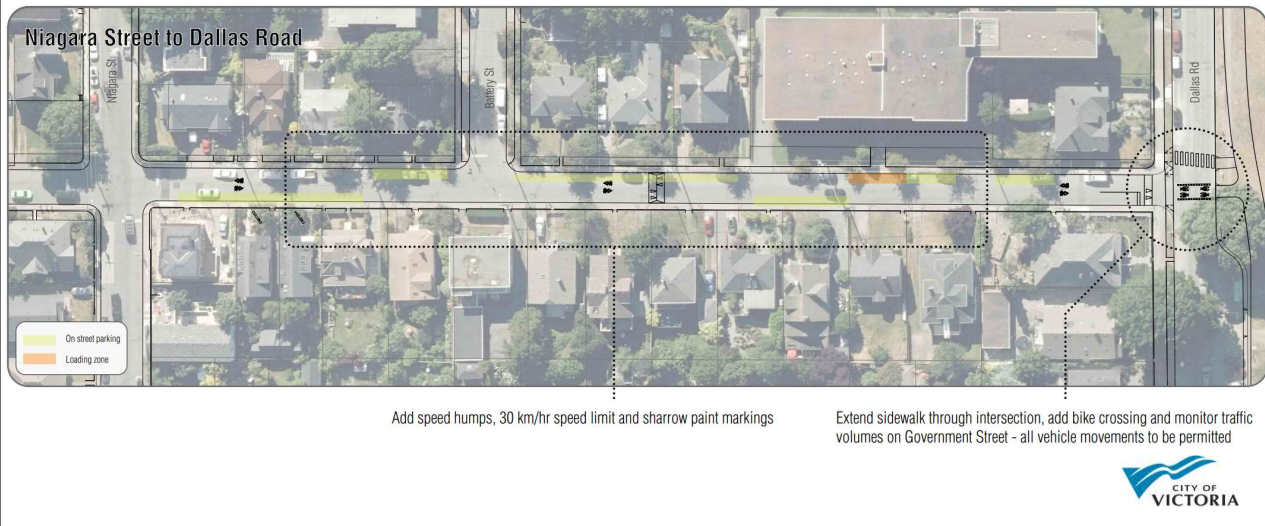 Niagara Street to Dallas Road
Niagara St
Battery St
Dallas Rd
On street parking
Loading zone
Add speed humps, 30 km/hr speed limit and sharrow paint markings
Extend sidewalk through intersection, add bike crossing and monitor traffic
volumes on Government Street - all vehicle movements to be permitted
CITY OF
VICTORIA